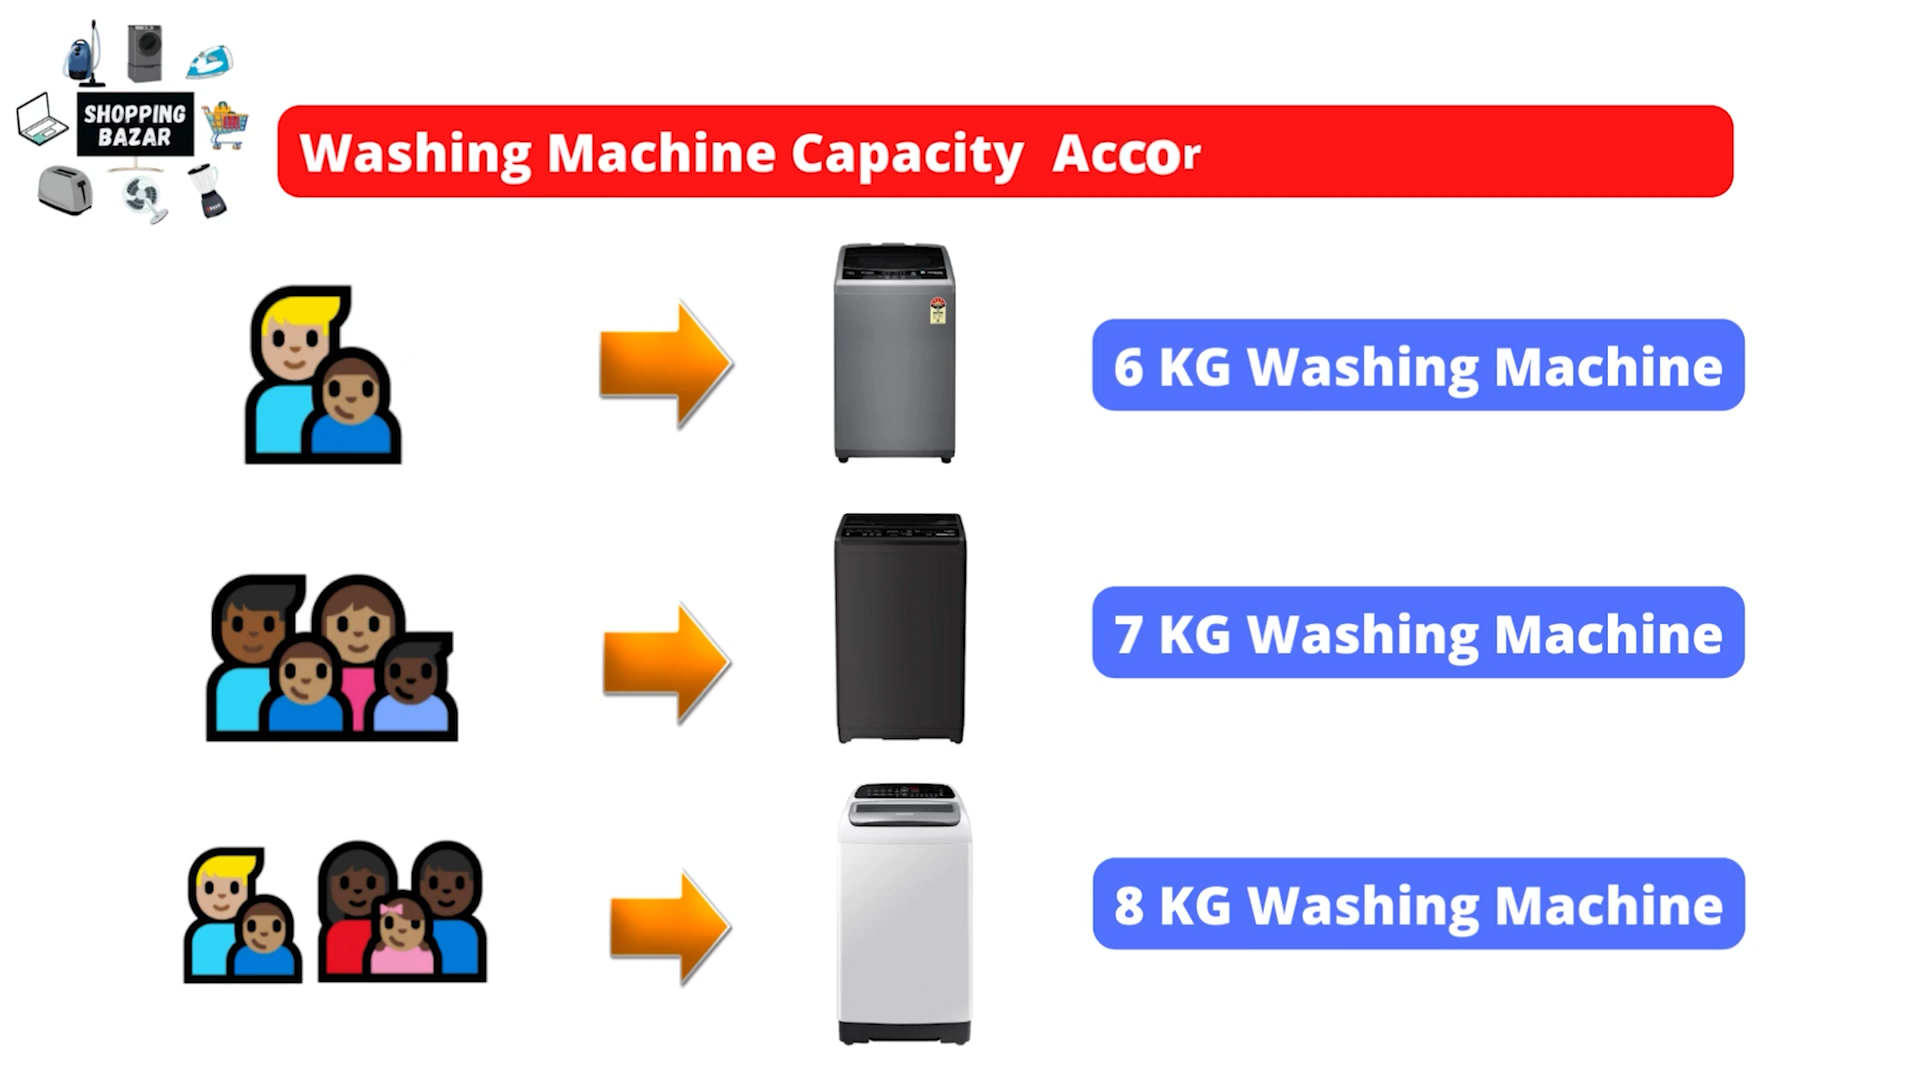 SHOPPING
BAZAR
Washing Machine Capacity Accor
6 KG Washing Machine
7 KG Washing Machine
8 KG Washing Machine